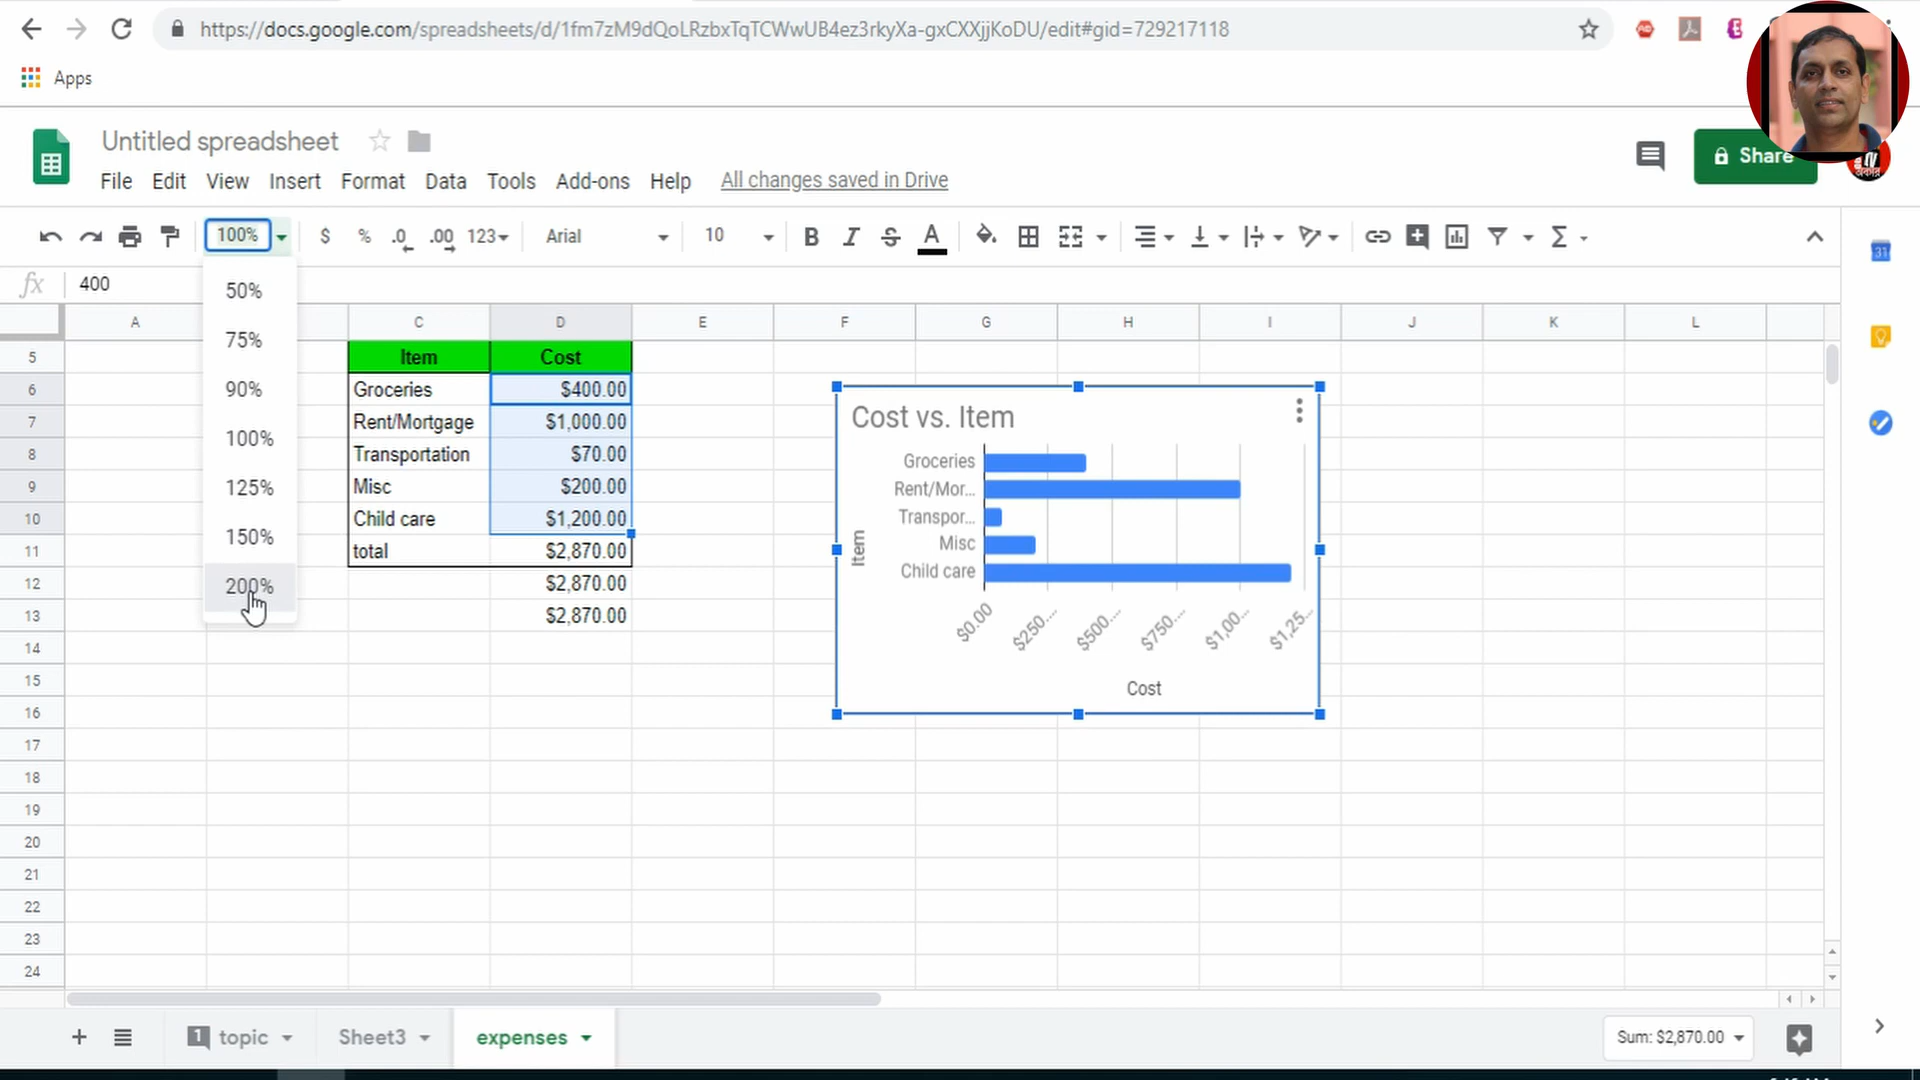 https://docs.google.com/spreadsheets/d/1fm7zM9dQoLRzbxTqTCWwUB4ez3rkyXa-gxCXXjjKoDU/edit#gid=729217118
Apps
Untitled spreadsheet
File Edit View Insert Format Data Tools Add-ons Help All changes saved in Drive
Share
100% $ % .0 .00 123 Arial 10 B I S A Σ
fx 400
50%
75%
90%
100%
125%
150%
200%
A C D E F G H I J K L
5 Item Cost
6 Groceries $400.00
7 Rent/Mortgage $1,000.00
8 Transportation $70.00
9 Misc $200.00
10 Child care $1,200.00
11 total $2,870.00
12 $2,870.00
13 $2,870.00
14
15
16
17
18
19
20
21
22
23
24
Cost vs. Item
Item
Groceries
Rent/Mor...
Transpor...
Misc
Child care
$0.00 $250... $500... $750... $1,00... $1,25...
Cost
31
1 topic Sheet3 expenses Sum: $2,870.00